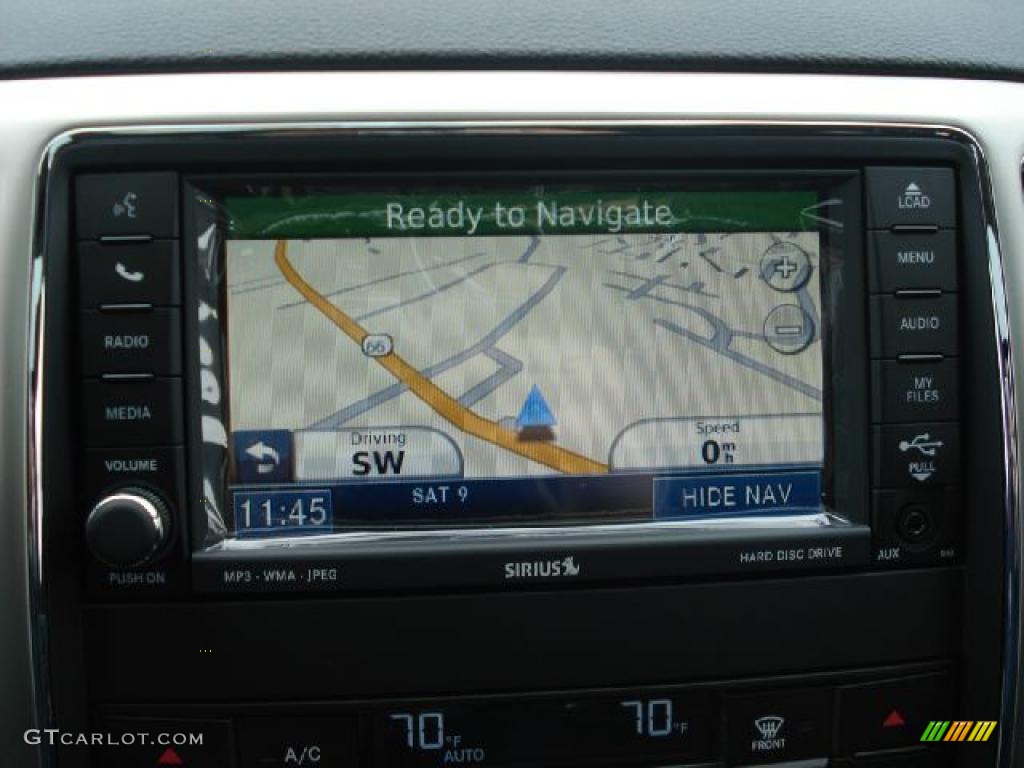 LOAD
Ready to Navigate
MENU
RADIO
66
AUDIO
MEDIA
MY
FILES
Driving
SW
Speed
0 mh
VOLUME
PULL
SAT 9
HIDE NAV
11:45
PUSH ON
MP3 · WMA · JPEG
SIRIUS
HARD DISC DRIVE
AUX
70°F
AUTO
70°F
A/C
FRONT
GTCARLOT.COM